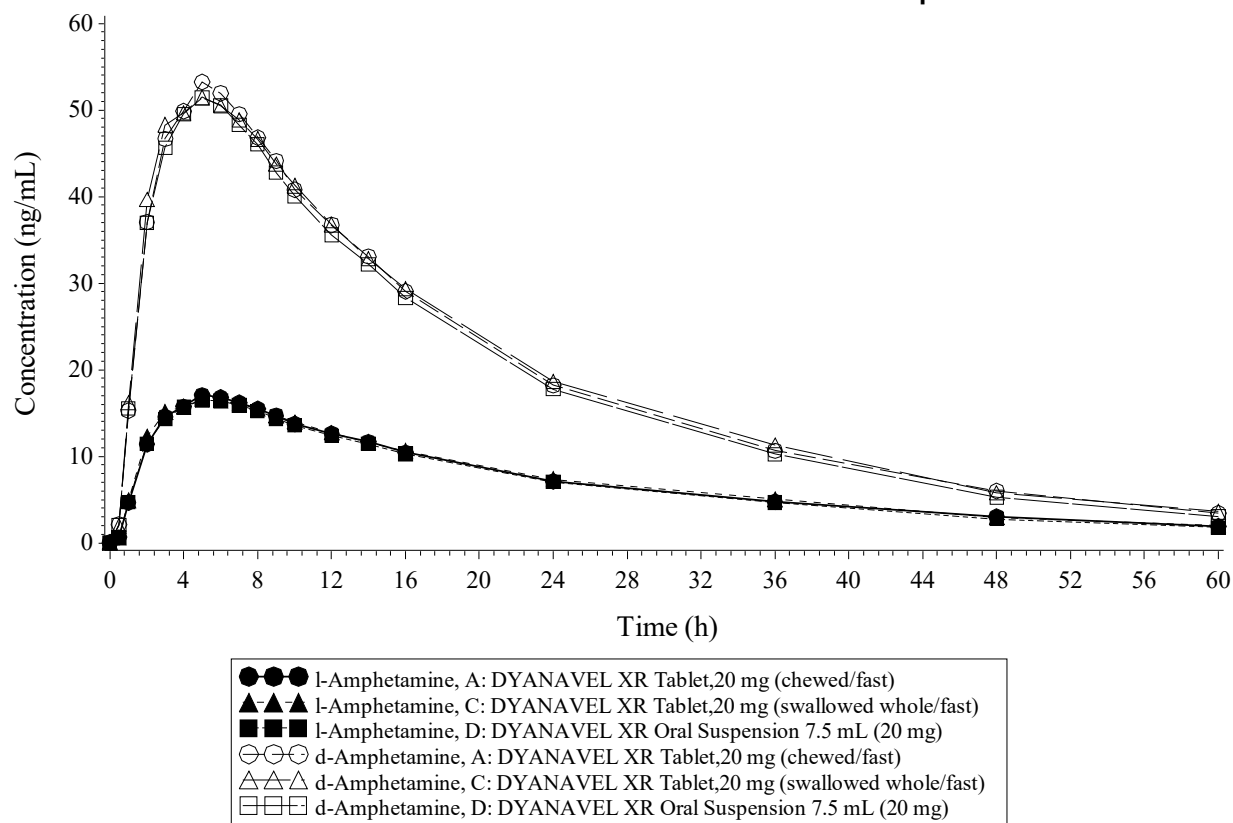 60
50
40
30
20
10
0
Concentration (ng/mL)
0 4 8 12 16 20 24 28 32 36 40 44 48 52 56 60
Time (h)
l-Amphetamine, A: DYANAVEL XR Tablet,20 mg (chewed/fast)
l-Amphetamine, C: DYANAVEL XR Tablet,20 mg (swallowed whole/fast)
l-Amphetamine, D: DYANAVEL XR Oral Suspension 7.5 mL (20 mg)
d-Amphetamine, A: DYANAVEL XR Tablet,20 mg (chewed/fast)
d-Amphetamine, C: DYANAVEL XR Tablet,20 mg (swallowed whole/fast)
d-Amphetamine, D: DYANAVEL XR Oral Suspension 7.5 mL (20 mg)